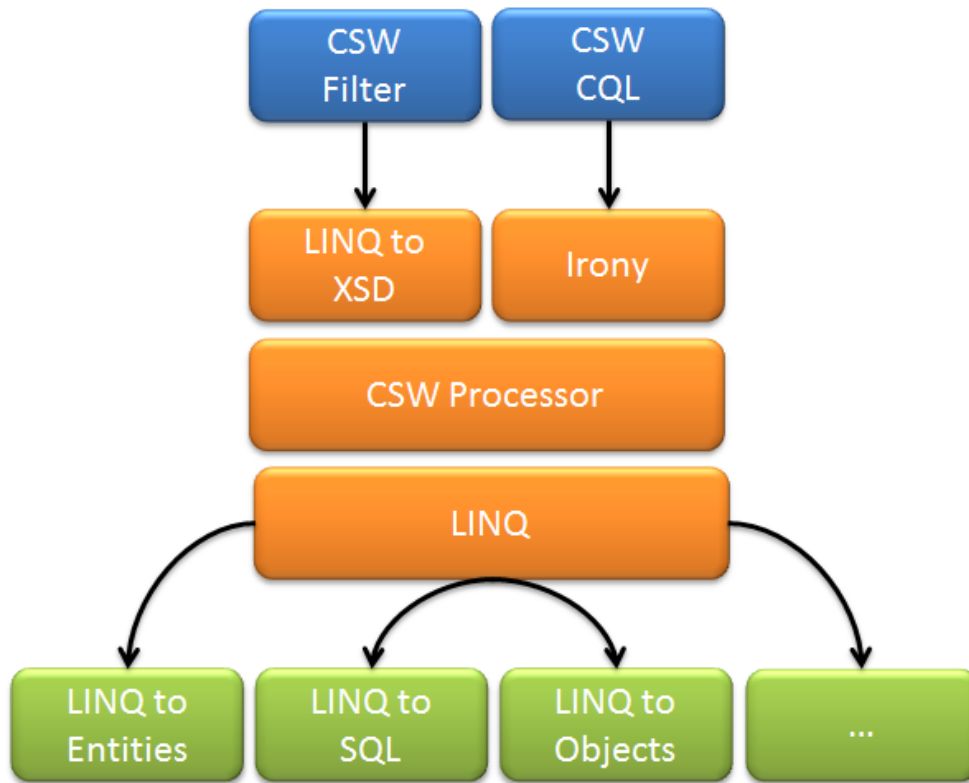 CSW
Filter
CSW
CQL
LINQ to
XSD
Irony
CSW Processor
LINQ
LINQ to
Entities
LINQ to
SQL
LINQ to
Objects
...